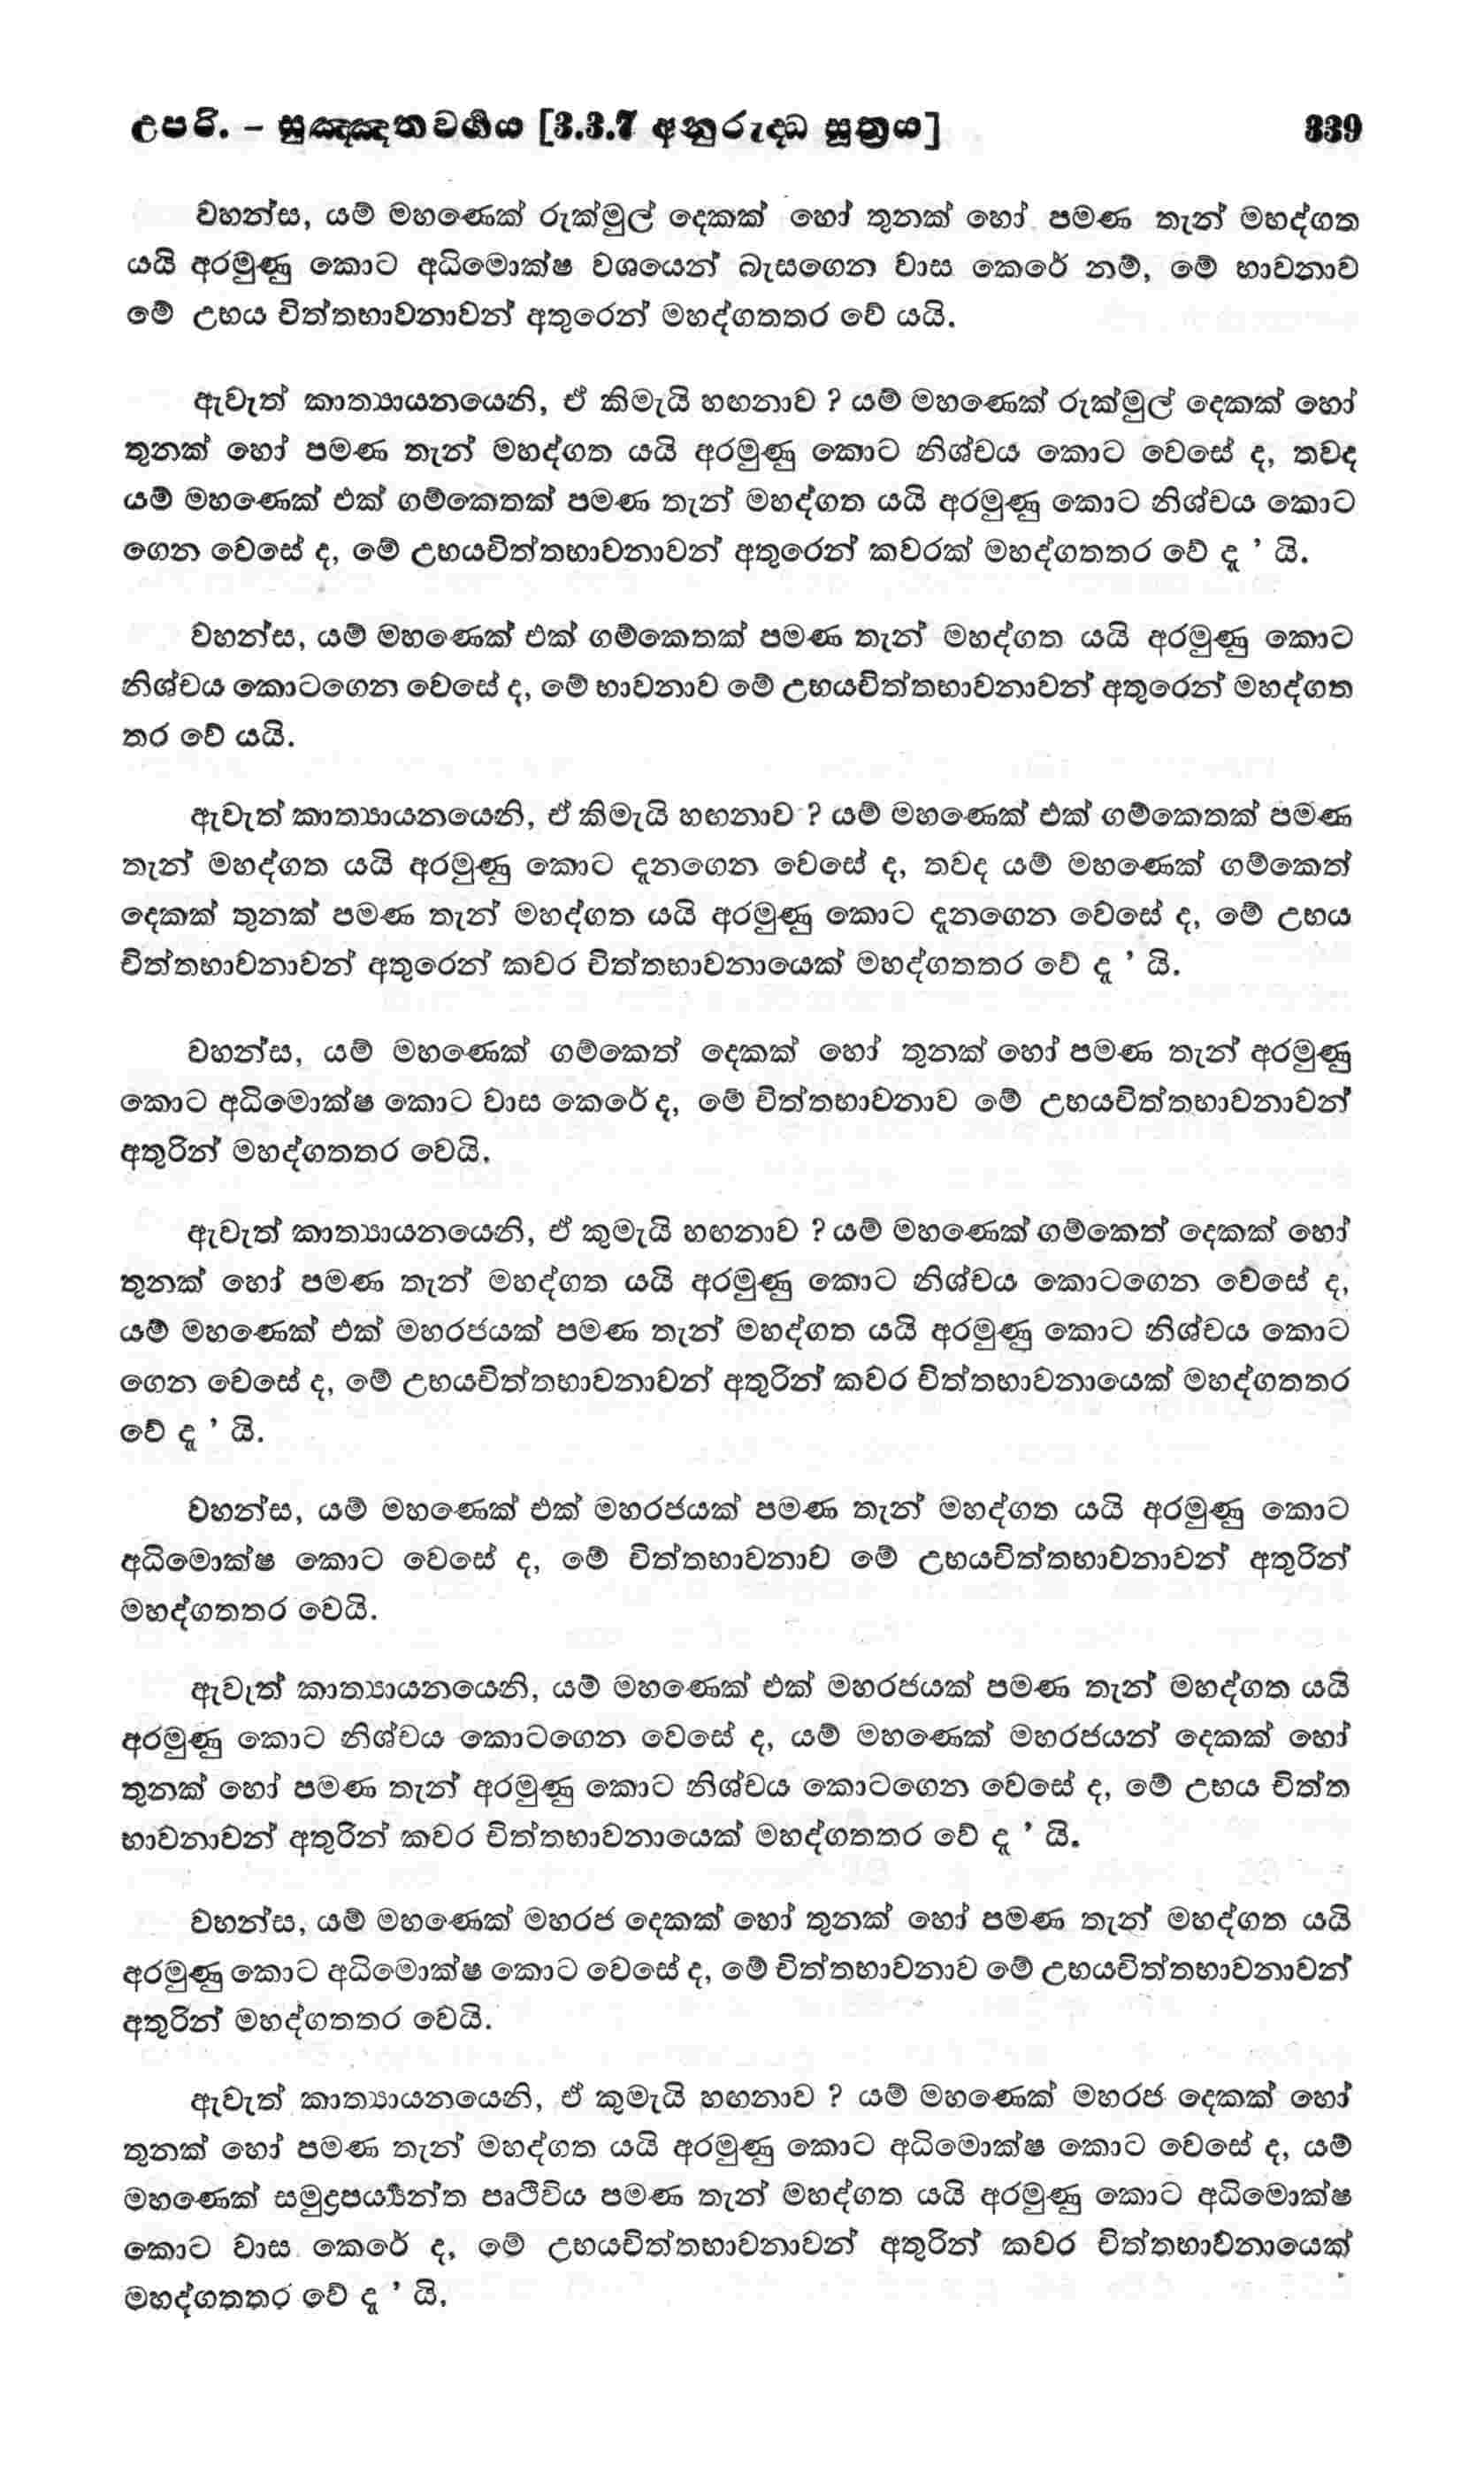 උපරි. – සුඤ්ඤතවර්‍ගය [3.3.7 අනුරුද්ධ සූත්‍රය] 339
වහන්ස, යම් මහණෙක් රුක්මුල් දෙකක් හෝ තුනක් හෝ පමණ තැන් මහද්ගත
යයි අරමුණු කොට අධිමොක්ෂ වශයෙන් බැසගෙන වාස කෙරේ නම්, මේ භාවනාව
මේ උභය චිත්තභාවනාවන් අතුරෙන් මහද්ගතතර වේ යයි.
ඇවැත් කාත්‍යායනයෙනි, ඒ කිමැයි හඟනාව ? යම් මහණෙක් රුක්මුල් දෙකක් හෝ
තුනක් හෝ පමණ තැන් මහද්ගත යයි අරමුණු කොට නිශ්චය කොට වෙසේ ද, තවද
යම් මහණෙක් එක් ගම්කෙතක් පමණ තැන් මහද්ගත යයි අරමුණු කොට නිශ්චය කොට
ගෙන වෙසේ ද, මේ උභයචිත්තභාවනාවන් අතුරෙන් කවරක් මහද්ගතතර වේ දැ ’ යි.
වහන්ස, යම් මහණෙක් එක් ගම්කෙතක් පමණ තැන් මහද්ගත යයි අරමුණු කොට
නිශ්චය කොටගෙන වෙසේ ද, මේ භාවනාව මේ උභයචිත්තභාවනාවන් අතුරෙන් මහද්ගත
තර වේ යයි.
ඇවැත් කාත්‍යායනයෙනි, ඒ කිමැයි හඟනාව ? යම් මහණෙක් එක් ගම්කෙතක් පමණ
තැන් මහද්ගත යයි අරමුණු කොට දැනගෙන වෙසේ ද, තවද යම් මහණෙක් ගම්කෙත්
දෙකක් තුනක් පමණ තැන් මහද්ගත යයි අරමුණු කොට දැනගෙන වෙසේ ද, මේ උභය
චිත්තභාවනාවන් අතුරෙන් කවර චිත්තභාවනායෙක් මහද්ගතතර වේ දැ ’ යි.
වහන්ස, යම් මහණෙක් ගම්කෙත් දෙකක් හෝ තුනක් හෝ පමණ තැන් අරමුණු
කොට අධිමොක්ෂ කොට වාස කෙරේ ද, මේ චිත්තභාවනාව මේ උභයචිත්තභාවනාවන්
අතුරින් මහද්ගතතර වෙයි.
ඇවැත් කාත්‍යායනයෙනි, ඒ කුමැයි හඟනාව ? යම් මහණෙක් ගම්කෙත් දෙකක් හෝ
තුනක් හෝ පමණ තැන් මහද්ගත යයි අරමුණු කොට නිශ්චය කොටගෙන වෙසේ ද,
යම් මහණෙක් එක් මහරජයක් පමණ තැන් මහද්ගත යයි අරමුණු කොට නිශ්චය කොට
ගෙන වෙසේ ද, මේ උභයචිත්තභාවනාවන් අතුරින් කවර චිත්තභාවනායෙක් මහද්ගතතර
වේ දැ ’ යි.
වහන්ස, යම් මහණෙක් එක් මහරජයක් පමණ තැන් මහද්ගත යයි අරමුණු කොට
අධිමොක්ෂ කොට වෙසේ ද, මේ චිත්තභාවනාව මේ උභයචිත්තභාවනාවන් අතුරින්
මහද්ගතතර වෙයි.
ඇවැත් කාත්‍යායනයෙනි, යම් මහණෙක් එක් මහරජයක් පමණ තැන් මහද්ගත යයි
අරමුණු කොට නිශ්චය කොටගෙන වෙසේ ද, යම් මහණෙක් මහරජයන් දෙකක් හෝ
තුනක් හෝ පමණ තැන් අරමුණු කොට නිශ්චය කොටගෙන වෙසේ ද, මේ උභය චිත්ත
භාවනාවන් අතුරින් කවර චිත්තභාවනායෙක් මහද්ගතතර වේ දැ ’ යි.
වහන්ස, යම් මහණෙක් මහරජ දෙකක් හෝ තුනක් හෝ පමණ තැන් මහද්ගත යයි
අරමුණු කොට අධිමොක්ෂ කොට වෙසේ ද, මේ චිත්තභාවනාව මේ උභයචිත්තභාවනාවන්
අතුරින් මහද්ගතතර වෙයි.
ඇවැත් කාත්‍යායනයෙනි, ඒ කුමැයි හඟනාව ? යම් මහණෙක් මහරජ දෙකක් හෝ
තුනක් හෝ පමණ තැන් මහද්ගත යයි අරමුණු කොට අධිමොක්ෂ කොට වෙසේ ද, යම්
මහණෙක් සමුද්‍රපර්‍ය්‍යන්ත පෘථිවිය පමණ තැන් මහද්ගත යයි අරමුණු කොට අධිමොක්ෂ
කොට වාස කෙරේ ද, මේ උභයචිත්තභාවනාවන් අතුරින් කවර චිත්තභාවනායෙක්
මහද්ගතතර වේ දැ ’ යි.